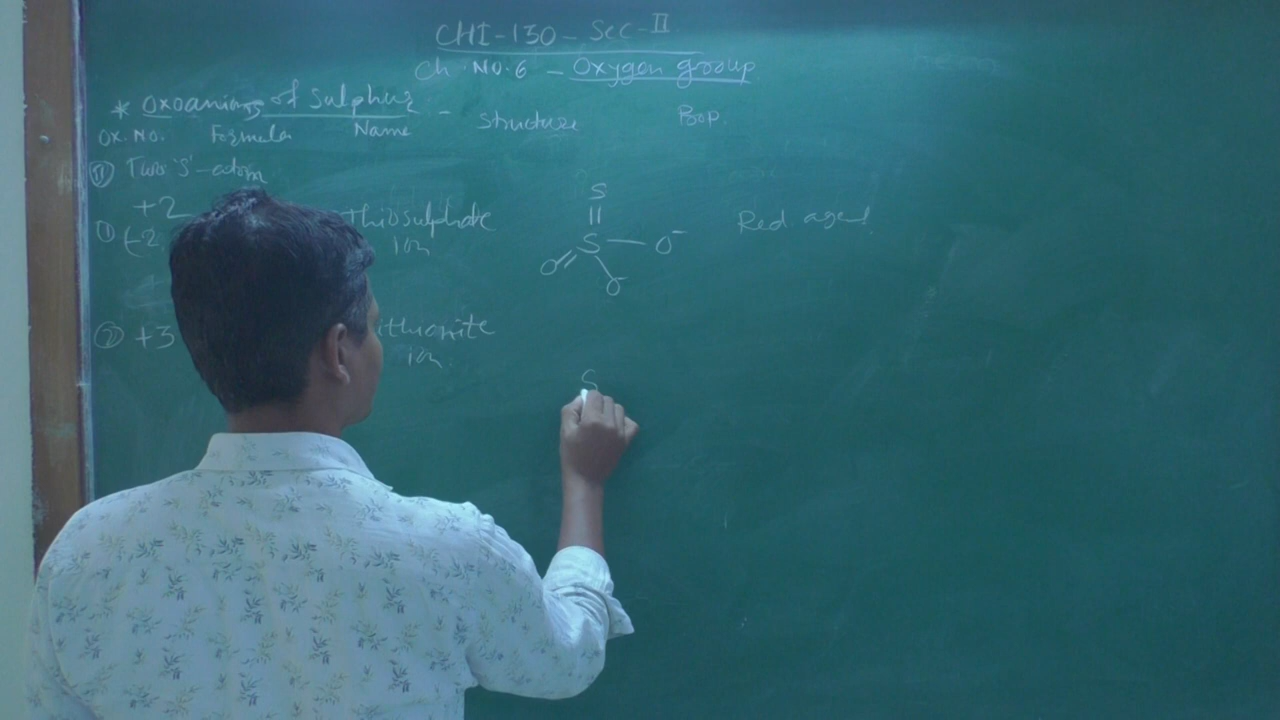 CHI-130-Sec-II
Ch.NO.6 - Oxygen group
* Oxoanions of Sulphur -
OX.NO. Formula Name Structure Prop.
II Two 'S'-atom
① +2 thiosulphate Red agent
(-2 ion
S
S O⁻
O
O⁻
② +3 ithionite
ion
S